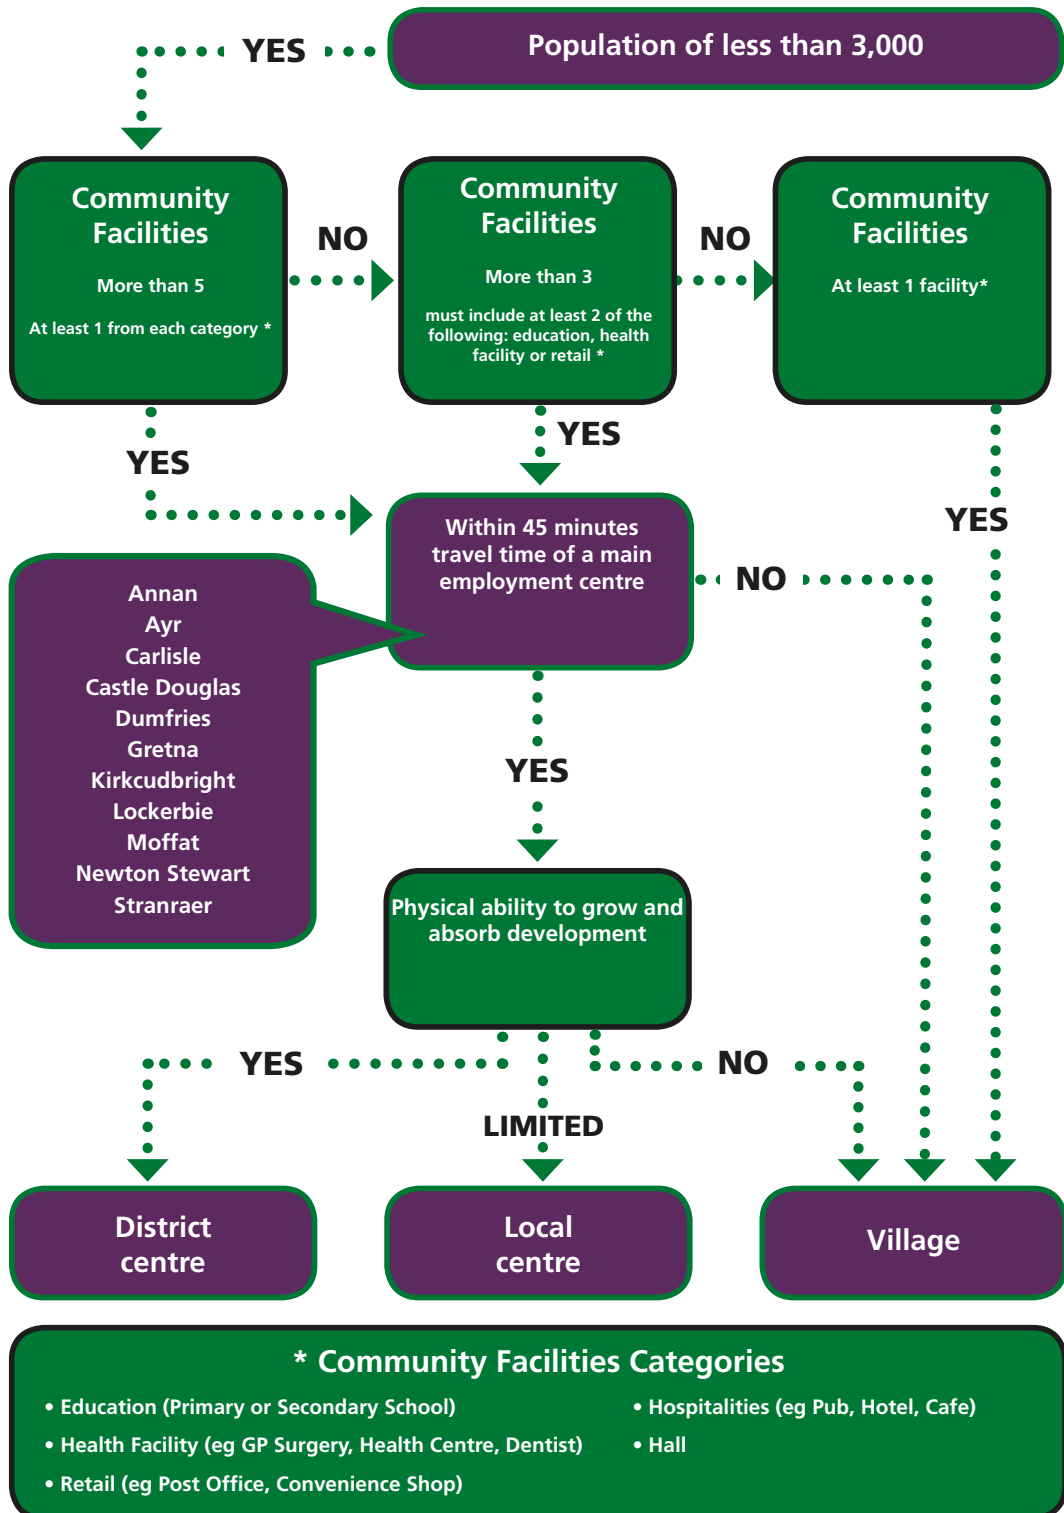 Population of less than 3,000
YES
Community
Facilities
More than 5
At least 1 from each category *
NO
Community
Facilities
More than 3
must include at least 2 of the
following: education, health
facility or retail *
NO
Community
Facilities
At least 1 facility*
YES
YES
YES
Within 45 minutes
travel time of a main
employment centre
NO
Annan
Ayr
Carlisle
Castle Douglas
Dumfries
Gretna
Kirkcudbright
Lockerbie
Moffat
Newton Stewart
Stranraer
YES
Physical ability to grow and
absorb development
YES
LIMITED
NO
District
centre
Local
centre
Village
* Community Facilities Categories
• Education (Primary or Secondary School)
• Health Facility (eg GP Surgery, Health Centre, Dentist)
• Retail (eg Post Office, Convenience Shop)
• Hospitalities (eg Pub, Hotel, Cafe)
• Hall